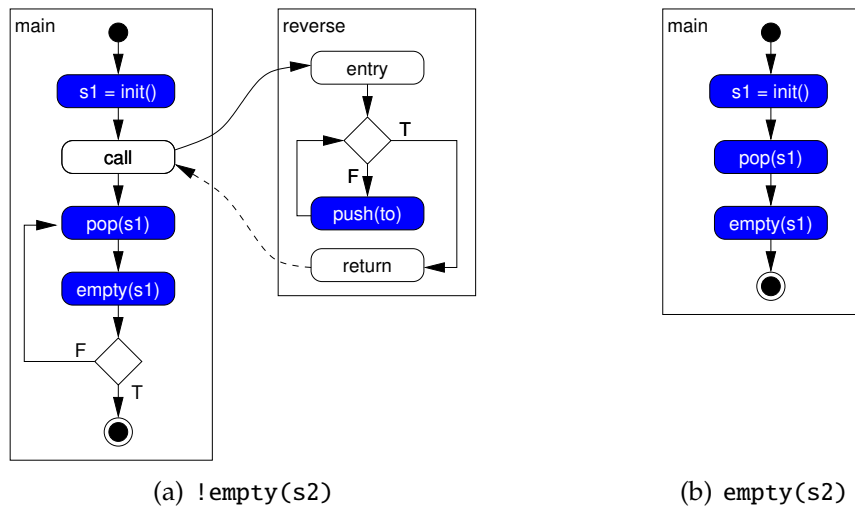 main
s1 = init()
call
pop(s1)
empty(s1)
F
T
reverse
entry
T
F
push(to)
return
(a) !empty(s2)
main
s1 = init()
pop(s1)
empty(s1)
(b) empty(s2)